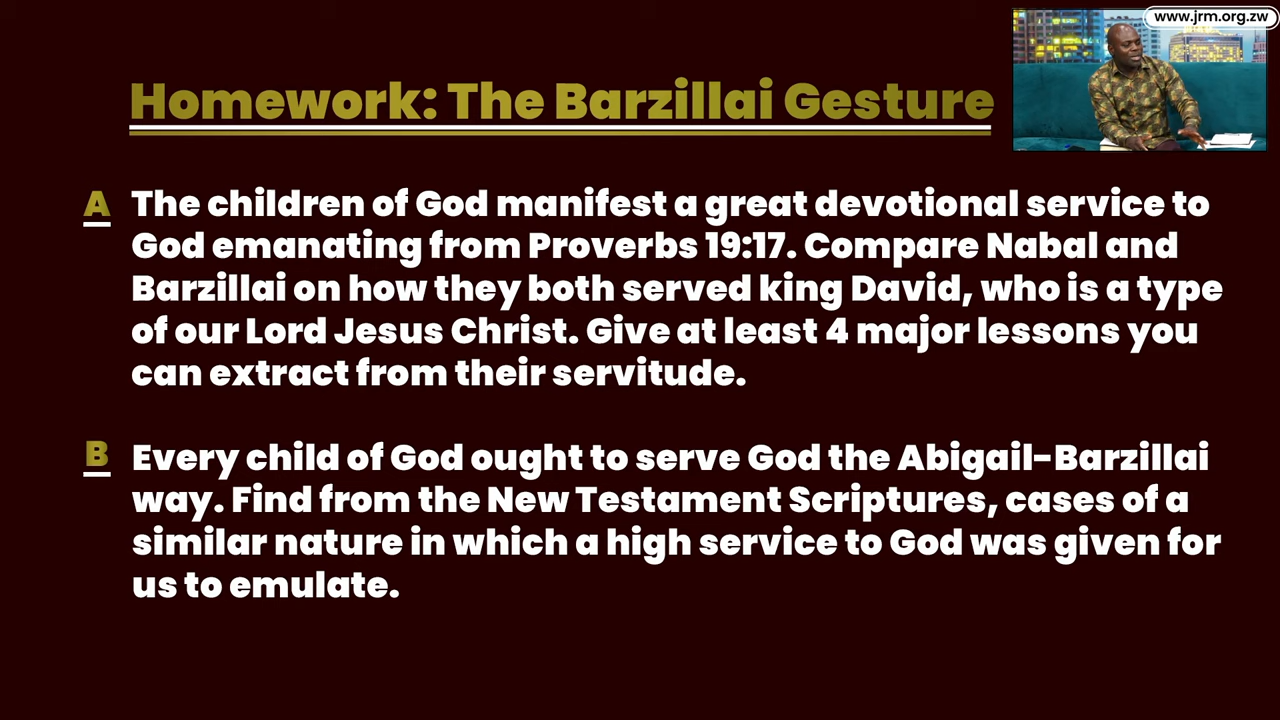 www.jrm.org.zw
Homework: The Barzillai Gesture
A The children of God manifest a great devotional service to
God emanating from Proverbs 19:17. Compare Nabal and
Barzillai on how they both served king David, who is a type
of our Lord Jesus Christ. Give at least 4 major lessons you
can extract from their servitude.
B Every child of God ought to serve God the Abigail-Barzillai
way. Find from the New Testament Scriptures, cases of a
similar nature in which a high service to God was given for
us to emulate.